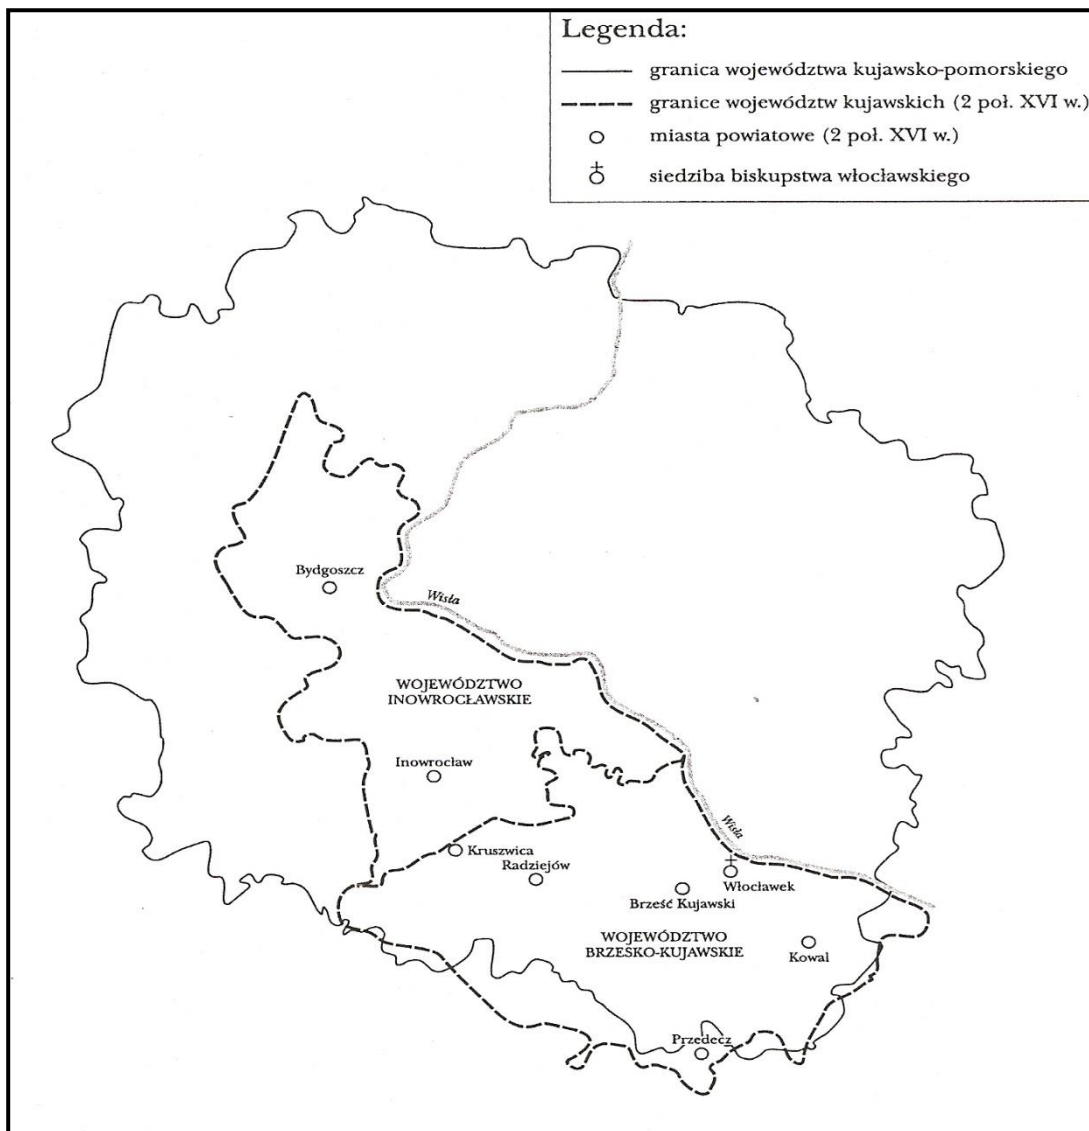 Legenda:
granica województwa kujawsko-pomorskiego
granice województw kujawskich (2 poł. XVI w.)
miasta powiatowe (2 poł. XVI w.)
siedziba biskupstwa włocławskiego
Bydgoszcz
Wisła
WOJEWÓDZTWO
INOWROCŁAWSKIE
Inowrocław
Kruszwica
Radziejów
Wisła
Włocławek
Brześć Kujawski
WOJEWÓDZTWO
BRZESKO-KUJAWSKIE
Kowal
Przedecz